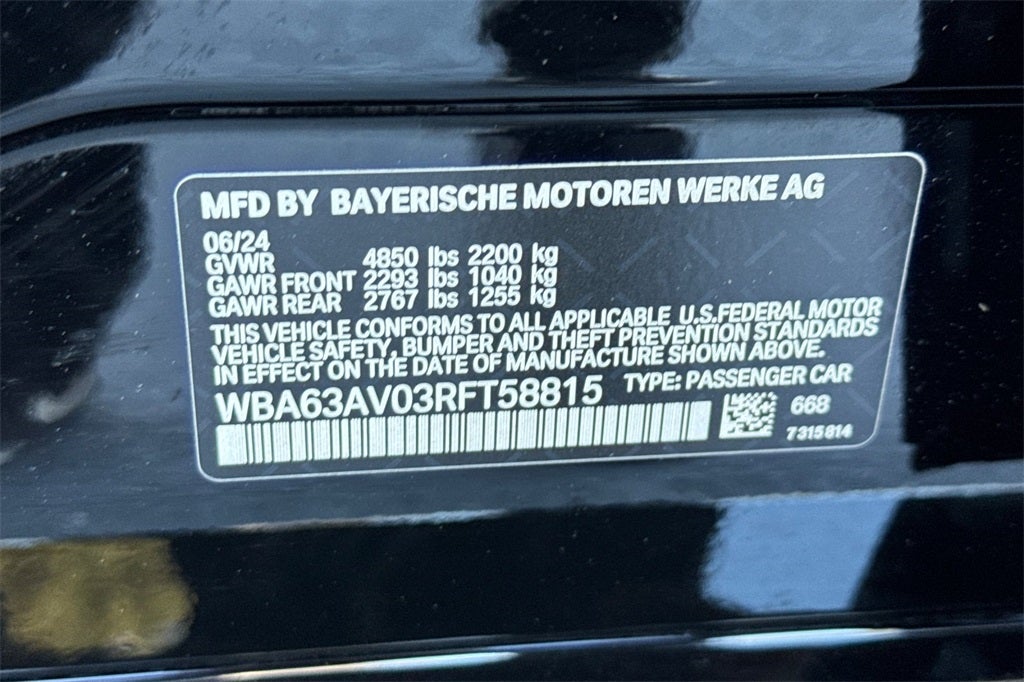 MFD BY BAYERISCHE MOTOREN WERKE AG
06/24
GVWR 4850 lbs 2200 kg
GAWR FRONT 2293 lbs 1040 kg
GAWR REAR 2767 lbs 1255 kg
THIS VEHICLE CONFORMS TO ALL APPLICABLE U.S.FEDERAL MOTOR
VEHICLE SAFETY, BUMPER AND THEFT PREVENTION STANDARDS
IN EFFECT ON THE DATE OF MANUFACTURE SHOWN ABOVE.
WBA63AV03RFT58815 TYPE: PASSENGER CAR
668
7315814